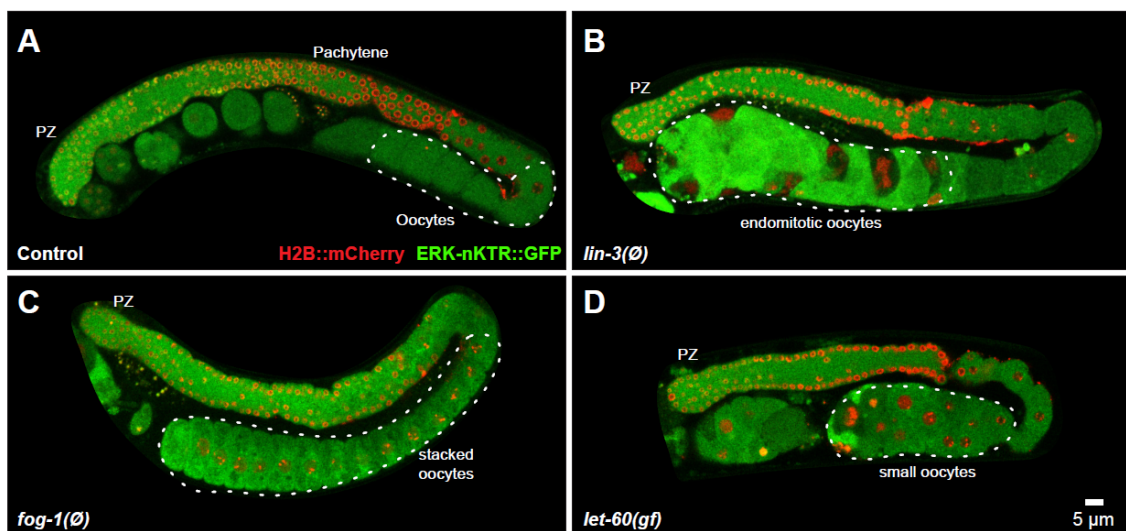 A
Pachytene
PZ
Oocytes
Control
H2B::mCherry ERK-nKTR::GFP
B
PZ
endomitotic oocytes
lin-3(Ø)
C
PZ
stacked
oocytes
fog-1(Ø)
D
PZ
small oocytes
let-60(gf)
5 µm